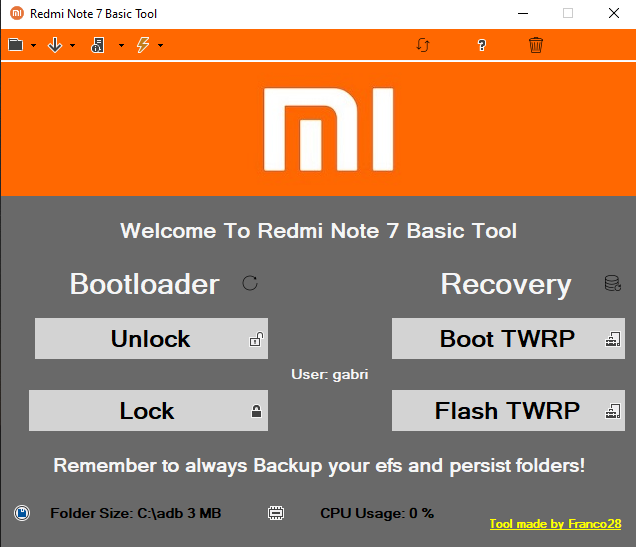 Redmi Note 7 Basic Tool
?
mi
Welcome To Redmi Note 7 Basic Tool
Bootloader
Recovery
Unlock
Boot TWRP
User: gabri
Lock
Flash TWRP
Remember to always Backup your efs and persist folders!
Folder Size: C:\adb 3 MB
CPU Usage: 0 %
Tool made by Franco28